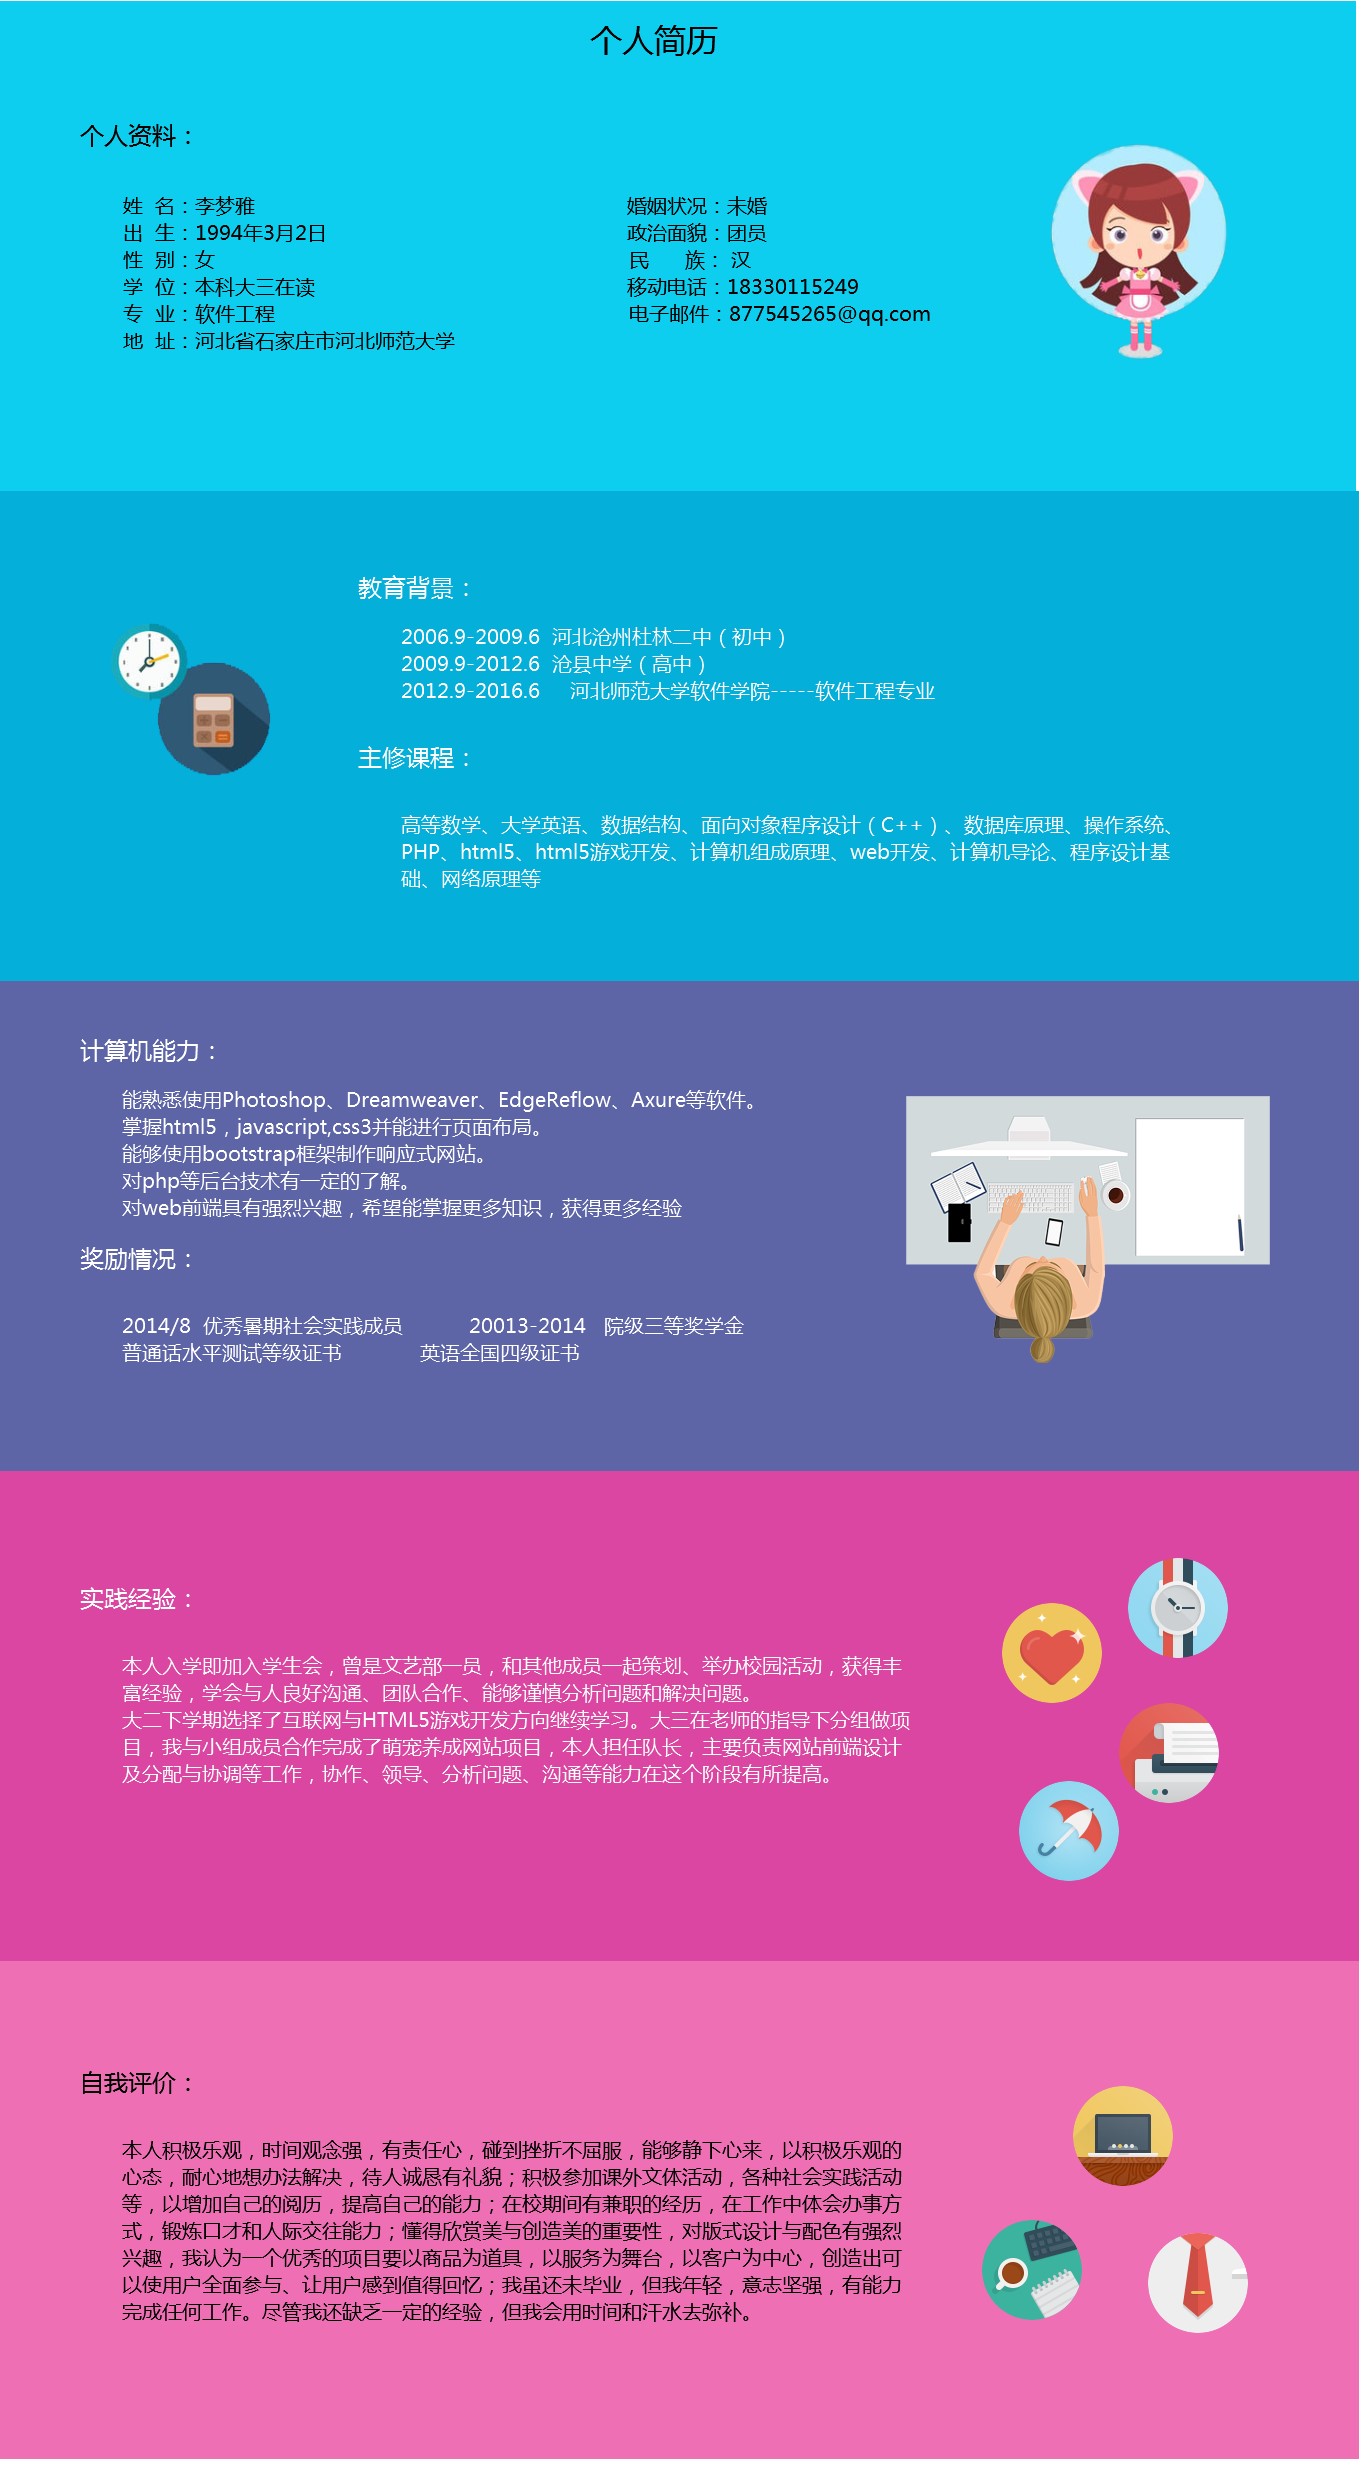 个人简历
个人资料：
姓 名：李梦雅
出 生：1994年3月2日
性 别：女
学 位：本科大三在读
专 业：软件工程
地 址：河北省石家庄市河北师范大学
婚姻状况：未婚
政治面貌：团员
民 族： 汉
移动电话：18330115249
电子邮件：877545265@qq.com
教育背景：
2006.9-2009.6 河北沧州杜林二中（初中）
2009.9-2012.6 沧县中学（高中）
2012.9-2016.6 河北师范大学软件学院-----软件工程专业
主修课程：
高等数学、大学英语、数据结构、面向对象程序设计（C++）、数据库原理、操作系统、
PHP、html5、html5游戏开发、计算机组成原理、web开发、计算机导论、程序设计基
础、网络原理等
计算机能力：
能熟悉使用Photoshop、Dreamweaver、EdgeReflow、Axure等软件。
掌握html5，javascript,css3并能进行页面布局。
能够使用bootstrap框架制作响应式网站。
对php等后台技术有一定的了解。
对web前端具有强烈兴趣，希望能掌握更多知识，获得更多经验
奖励情况：
2014/8 优秀暑期社会实践成员 20013-2014 院级三等奖学金
普通话水平测试等级证书 英语全国四级证书
实践经验：
本人入学即加入学生会，曾是文艺部一员，和其他成员一起策划、举办校园活动，获得丰
富经验，学会与人良好沟通、团队合作、能够谨慎分析问题和解决问题。
大二下学期选择了互联网与HTML5游戏开发方向继续学习。大三在老师的指导下分组做项
目，我与小组成员合作完成了萌宠养成网站项目，本人担任队长，主要负责网站前端设计
及分配与协调等工作，协作、领导、分析问题、沟通等能力在这个阶段有所提高。
自我评价：
本人积极乐观，时间观念强，有责任心，碰到挫折不屈服，能够静下心来，以积极乐观的
心态，耐心地想办法解决，待人诚恳有礼貌；积极参加课外文体活动，各种社会实践活动
等，以增加自己的阅历，提高自己的能力；在校期间有兼职的经历，在工作中体会办事方
式，锻炼口才和人际交往能力；懂得欣赏美与创造美的重要性，对版式设计与配色有强烈
兴趣，我认为一个优秀的项目要以商品为道具，以服务为舞台，以客户为中心，创造出可
以使用户全面参与、让用户感到值得回忆；我虽还未毕业，但我年轻，意志坚强，有能力
完成任何工作。尽管我还缺乏一定的经验，但我会用时间和汗水去弥补。